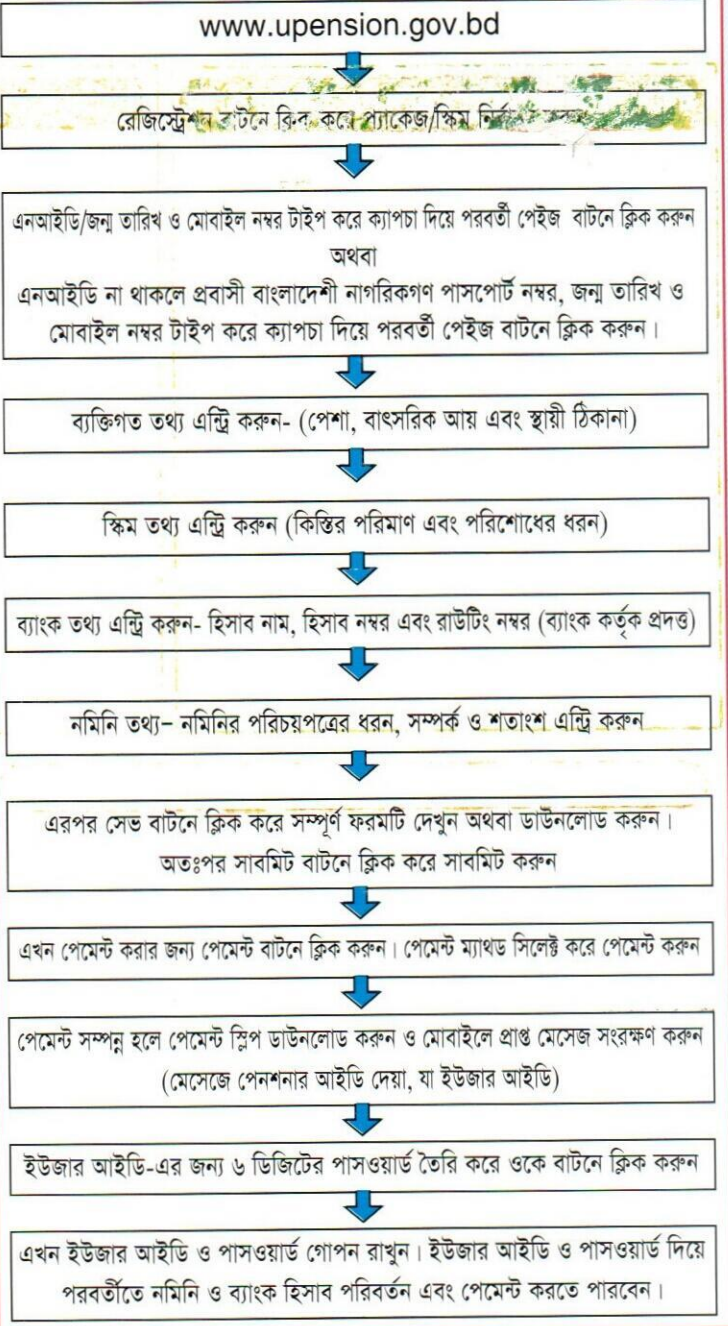 www.upension.gov.bd
রেজিস্ট্রেশন বাটনে ক্লিক করে প্যাকেজ/স্কিম
এনআইডি/জন্ম তারিখ ও মোবাইল নম্বর টাইপ করে ক্যাপচা দিয়ে পরবর্তী পেইজ বাটনে ক্লিক করুন
অথবা
এনআইডি না থাকলে প্রবাসী বাংলাদেশী নাগরিকগণ পাসপোর্ট নম্বর, জন্ম তারিখ ও
মোবাইল নম্বর টাইপ করে ক্যাপচা দিয়ে পরবর্তী পেইজ বাটনে ক্লিক করুন।
ব্যক্তিগত তথ্য এন্ট্রি করুন- (পেশা, বাৎসরিক আয় এবং স্থায়ী ঠিকানা)
স্কিম তথ্য এন্ট্রি করুন (কিস্তির পরিমাণ এবং পরিশোধের ধরন)
ব্যাংক তথ্য এন্ট্রি করুন- হিসাব নাম, হিসাব নম্বর এবং রাউটিং নম্বর (ব্যাংক কর্তৃক প্রদত্ত)
নমিনি তথ্য– নমিনির পরিচয়পত্রের ধরন, সম্পর্ক ও শতাংশ এন্ট্রি করুন
এরপর সেভ বাটনে ক্লিক করে সম্পূর্ণ ফরমটি দেখুন অথবা ডাউনলোড করুন।
অতঃপর সাবমিট বাটনে ক্লিক করে সাবমিট করুন
এখন পেমেন্ট করার জন্য পেমেন্ট বাটনে ক্লিক করুন। পেমেন্ট ম্যাথড সিলেক্ট করে পেমেন্ট করুন
পেমেন্ট সম্পন্ন হলে পেমেন্ট স্লিপ ডাউনলোড করুন ও মোবাইলে প্রাপ্ত মেসেজ সংরক্ষণ করুন
(মেসেজে পেনশনার আইডি দেয়া, যা ইউজার আইডি)
ইউজার আইডি-এর জন্য ৬ ডিজিটের পাসওয়ার্ড তৈরি করে ওকে বাটনে ক্লিক করুন
এখন ইউজার আইডি ও পাসওয়ার্ড গোপন রাখুন। ইউজার আইডি ও পাসওয়ার্ড দিয়ে
পরবর্তীতে নমিনি ও ব্যাংক হিসাব পরিবর্তন এবং পেমেন্ট করতে পারবেন।